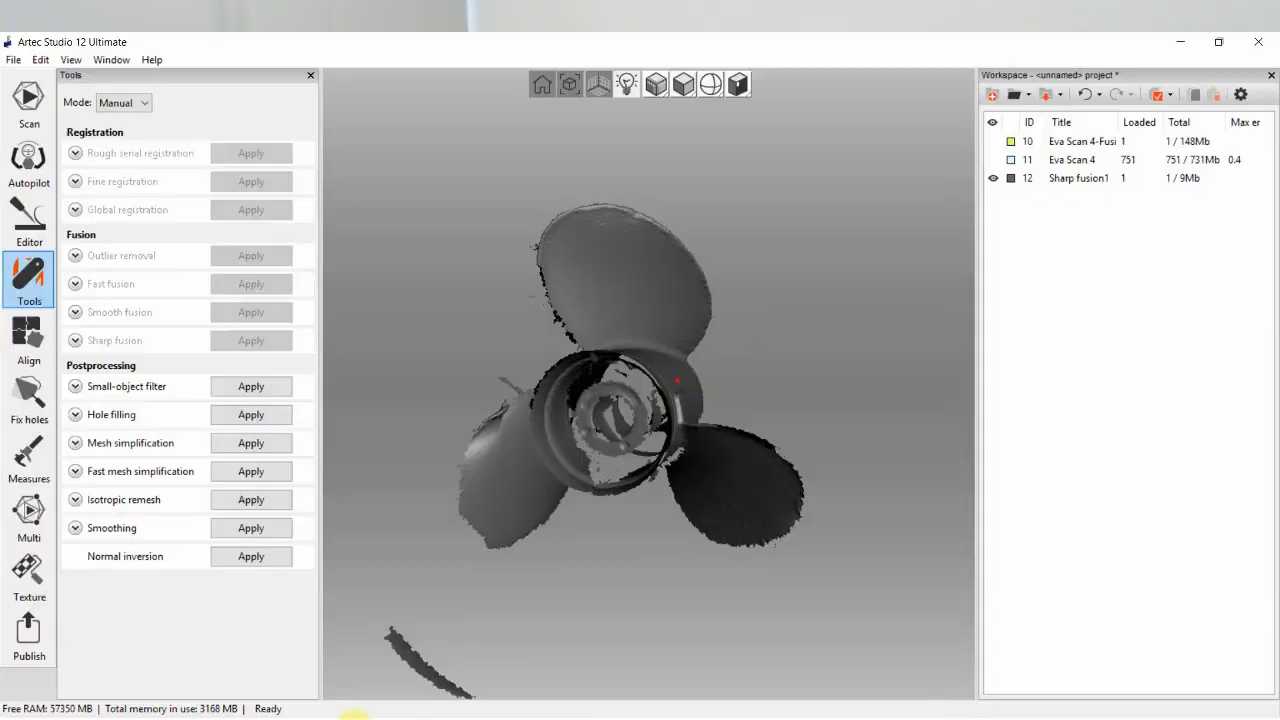 Artec Studio 12 Ultimate
File Edit View Window Help
Tools
Mode: Manual
Registration
Rough serial registration Apply
Fine registration Apply
Global registration Apply
Fusion
Outlier removal Apply
Fast fusion Apply
Smooth fusion Apply
Sharp fusion Apply
Postprocessing
Small-object filter Apply
Hole filling Apply
Mesh simplification Apply
Fast mesh simplification Apply
Isotropic remesh Apply
Smoothing Apply
Normal inversion Apply
Scan
Autopilot
Editor
Tools
Align
Fix holes
Measures
Multi
Texture
Publish
Workspace - <unnamed> project *
ID Title Loaded Total Max er
10 Eva Scan 4-Fusi 1 1 / 148Mb
11 Eva Scan 4 751 751 / 731Mb 0.4
12 Sharp fusion1 1 1 / 9Mb
Free RAM: 57350 MB | Total memory in use: 3168 MB | Ready